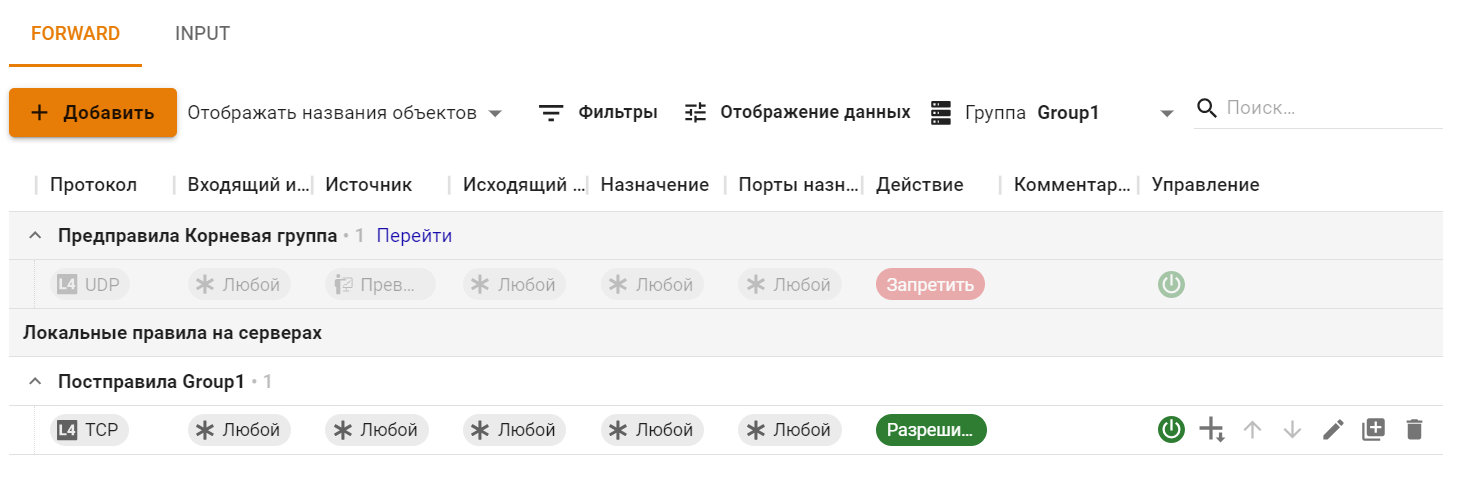 FORWARD INPUT
Добавить Отображать названия объектов Фильтры Отображение данных Группа Group1 Поиск...
Протокол Входящий и... Источник Исходящий ... Назначение Порты назн... Действие Комментар... Управление
Предправила Корневая группа • 1 Перейти
L4 UDP Любой Прев... Любой Любой Любой Запретить
Локальные правила на серверах
Постправила Group1 • 1
L4 TCP Любой Любой Любой Любой Любой Разреши...